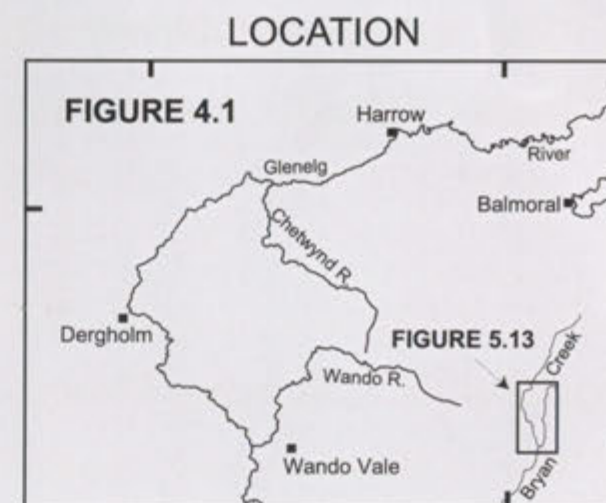 LOCATION
FIGURE 4.1
Harrow
River
Glenelg
Balmoral
Chetwynd R.
Dergholm
FIGURE 5.13
Creek
Wando R.
Wando Vale
Bryan